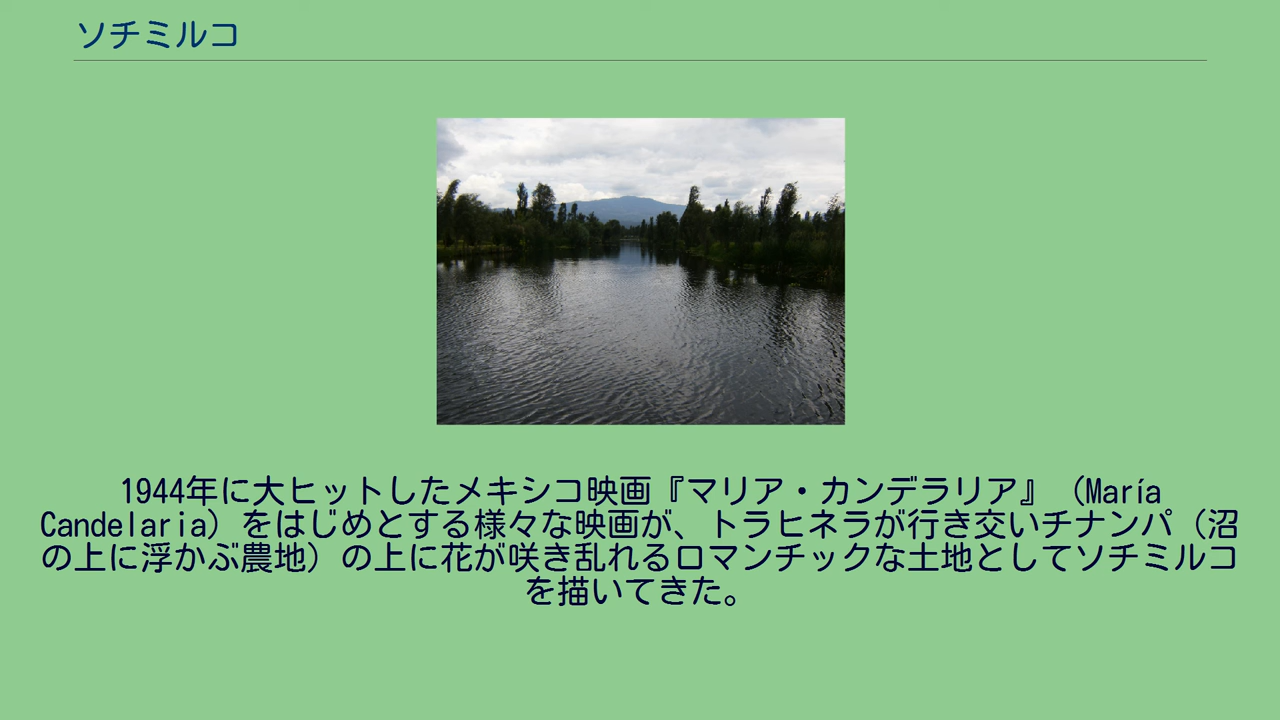 ソチミルコ
1944年に大ヒットしたメキシコ映画『マリア・カンデラリア』（María
Candelaria）をはじめとする様々な映画が、トラヒネラが行き交いチナンパ（沼
の上に浮かぶ農地）の上に花が咲き乱れるロマンチックな土地としてソチミルコ
を描いてきた。